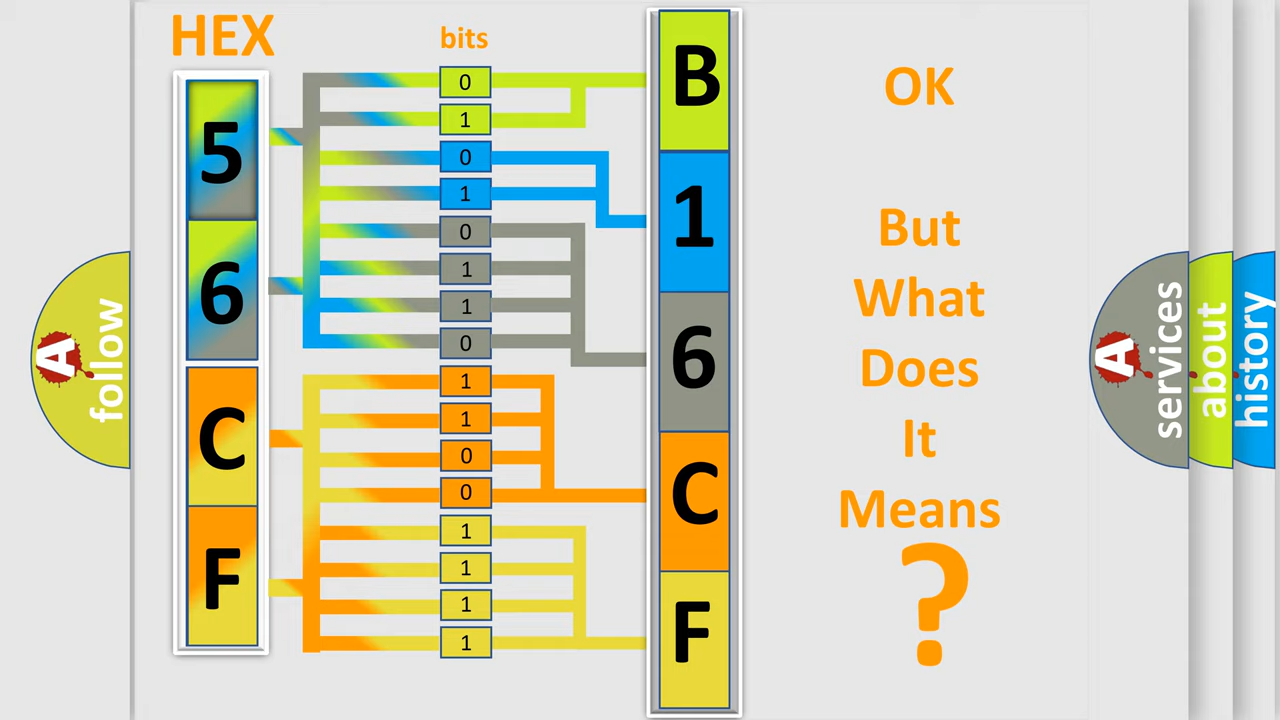 HEX
bits
5
6
C
F
0
1
0
1
0
1
1
0
1
1
0
0
1
1
1
1
B
1
6
C
F
OK
But
What
Does
It
Means
?
A
follow
A
services
about
history